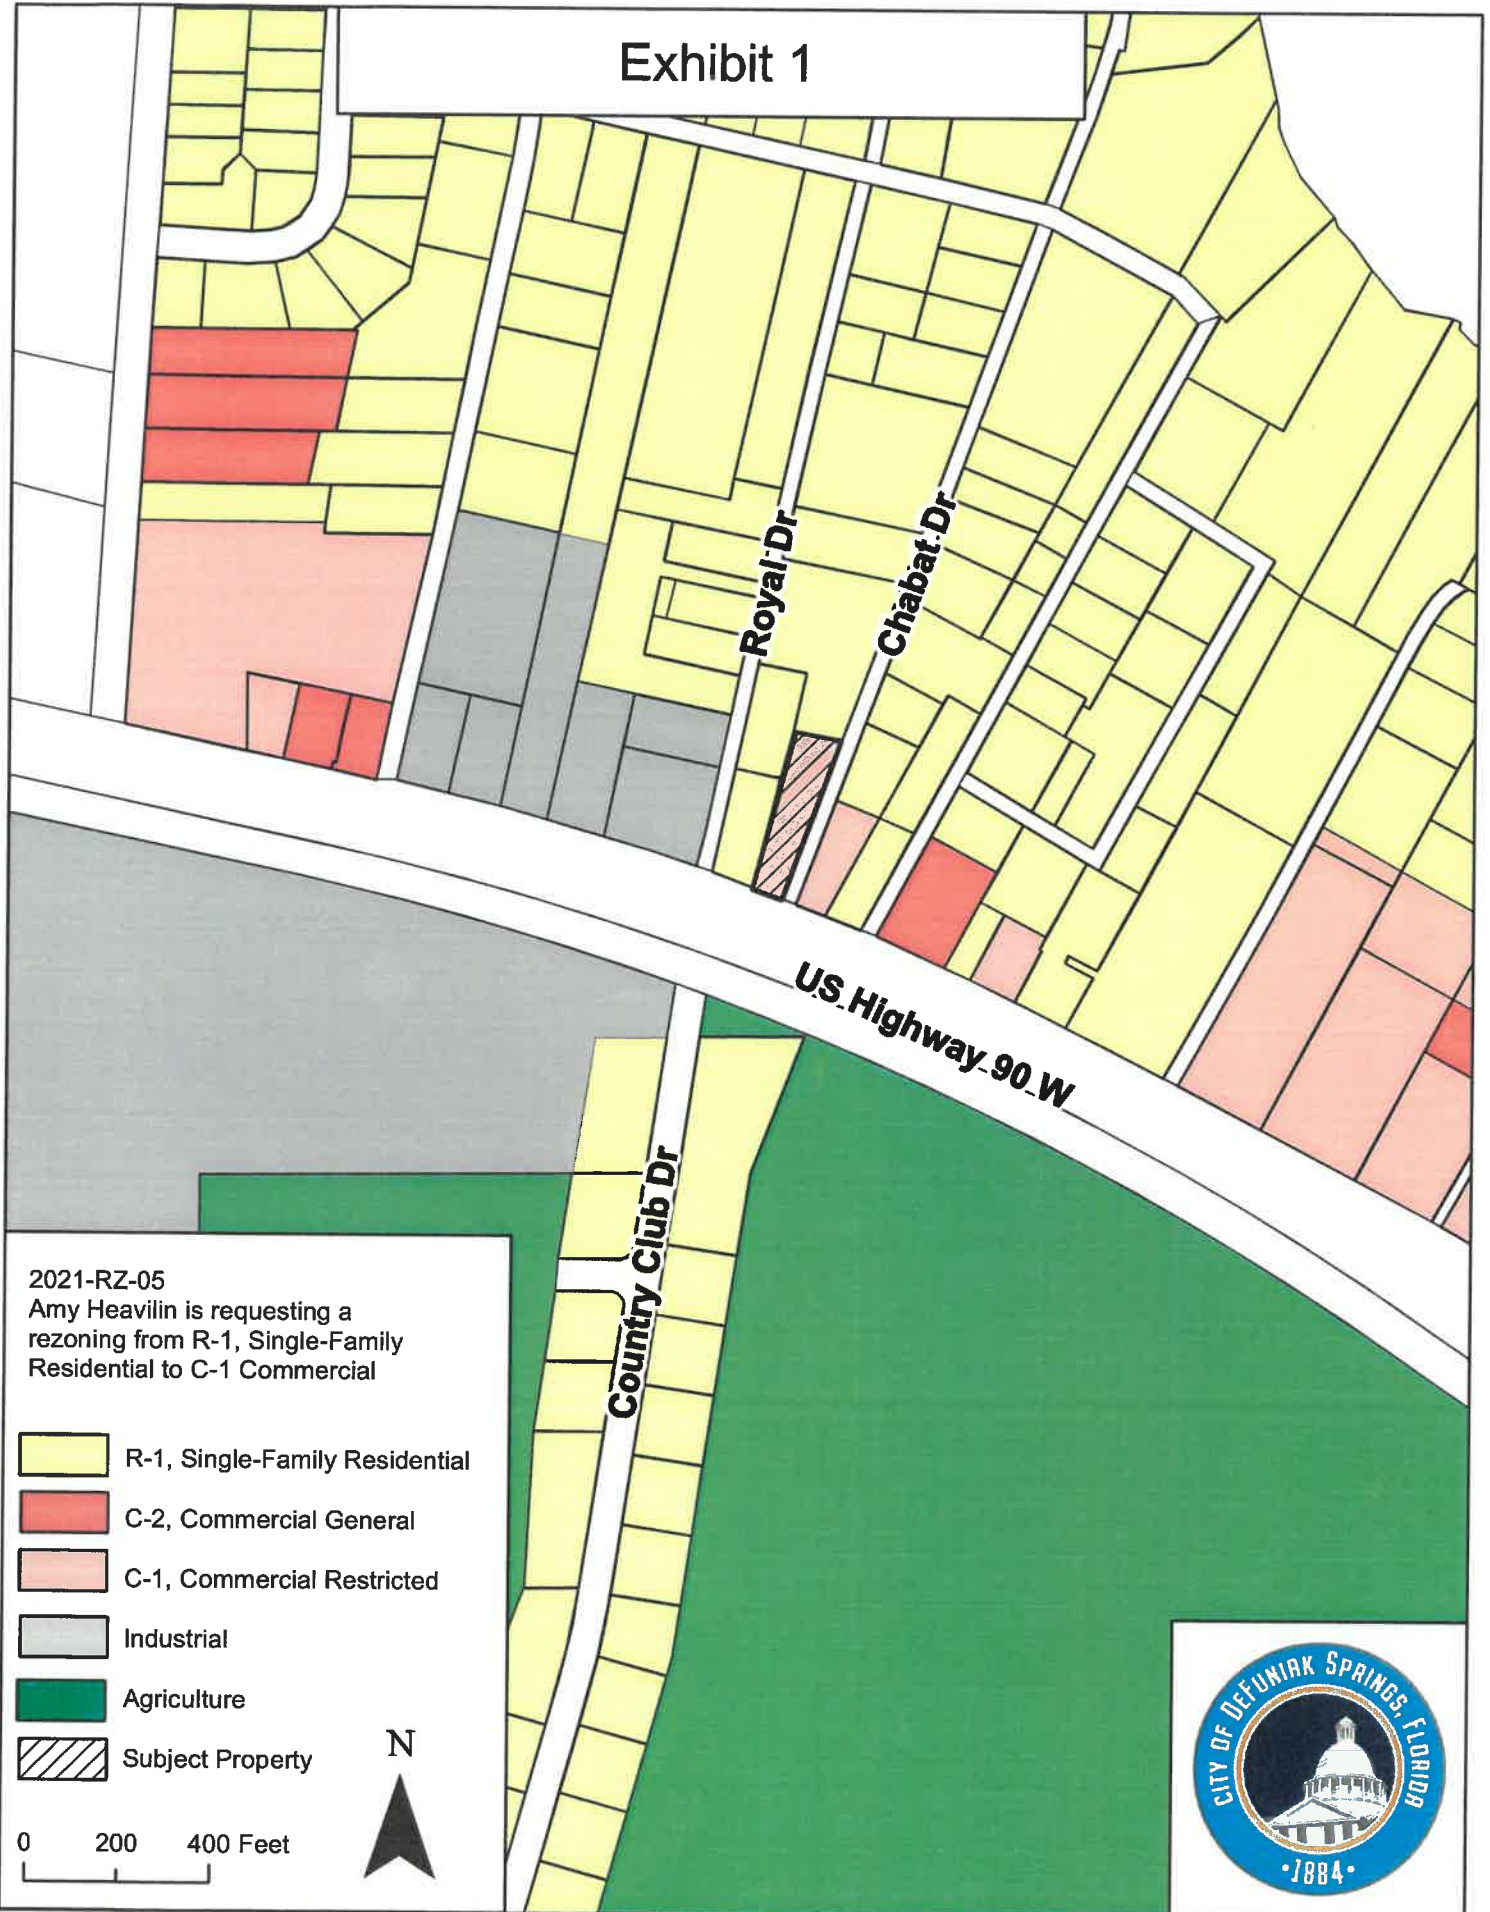 Exhibit 1
Royal Dr
Chabat Dr
US Highway 90 W
Country Club Dr
2021-RZ-05
Amy Heavilin is requesting a
rezoning from R-1, Single-Family
Residential to C-1 Commercial
R-1, Single-Family Residential
C-2, Commercial General
C-1, Commercial Restricted
Industrial
Agriculture
Subject Property
N
0 200 400 Feet
CITY OF DEFUNIAK SPRINGS, FLORIDA
•1884•